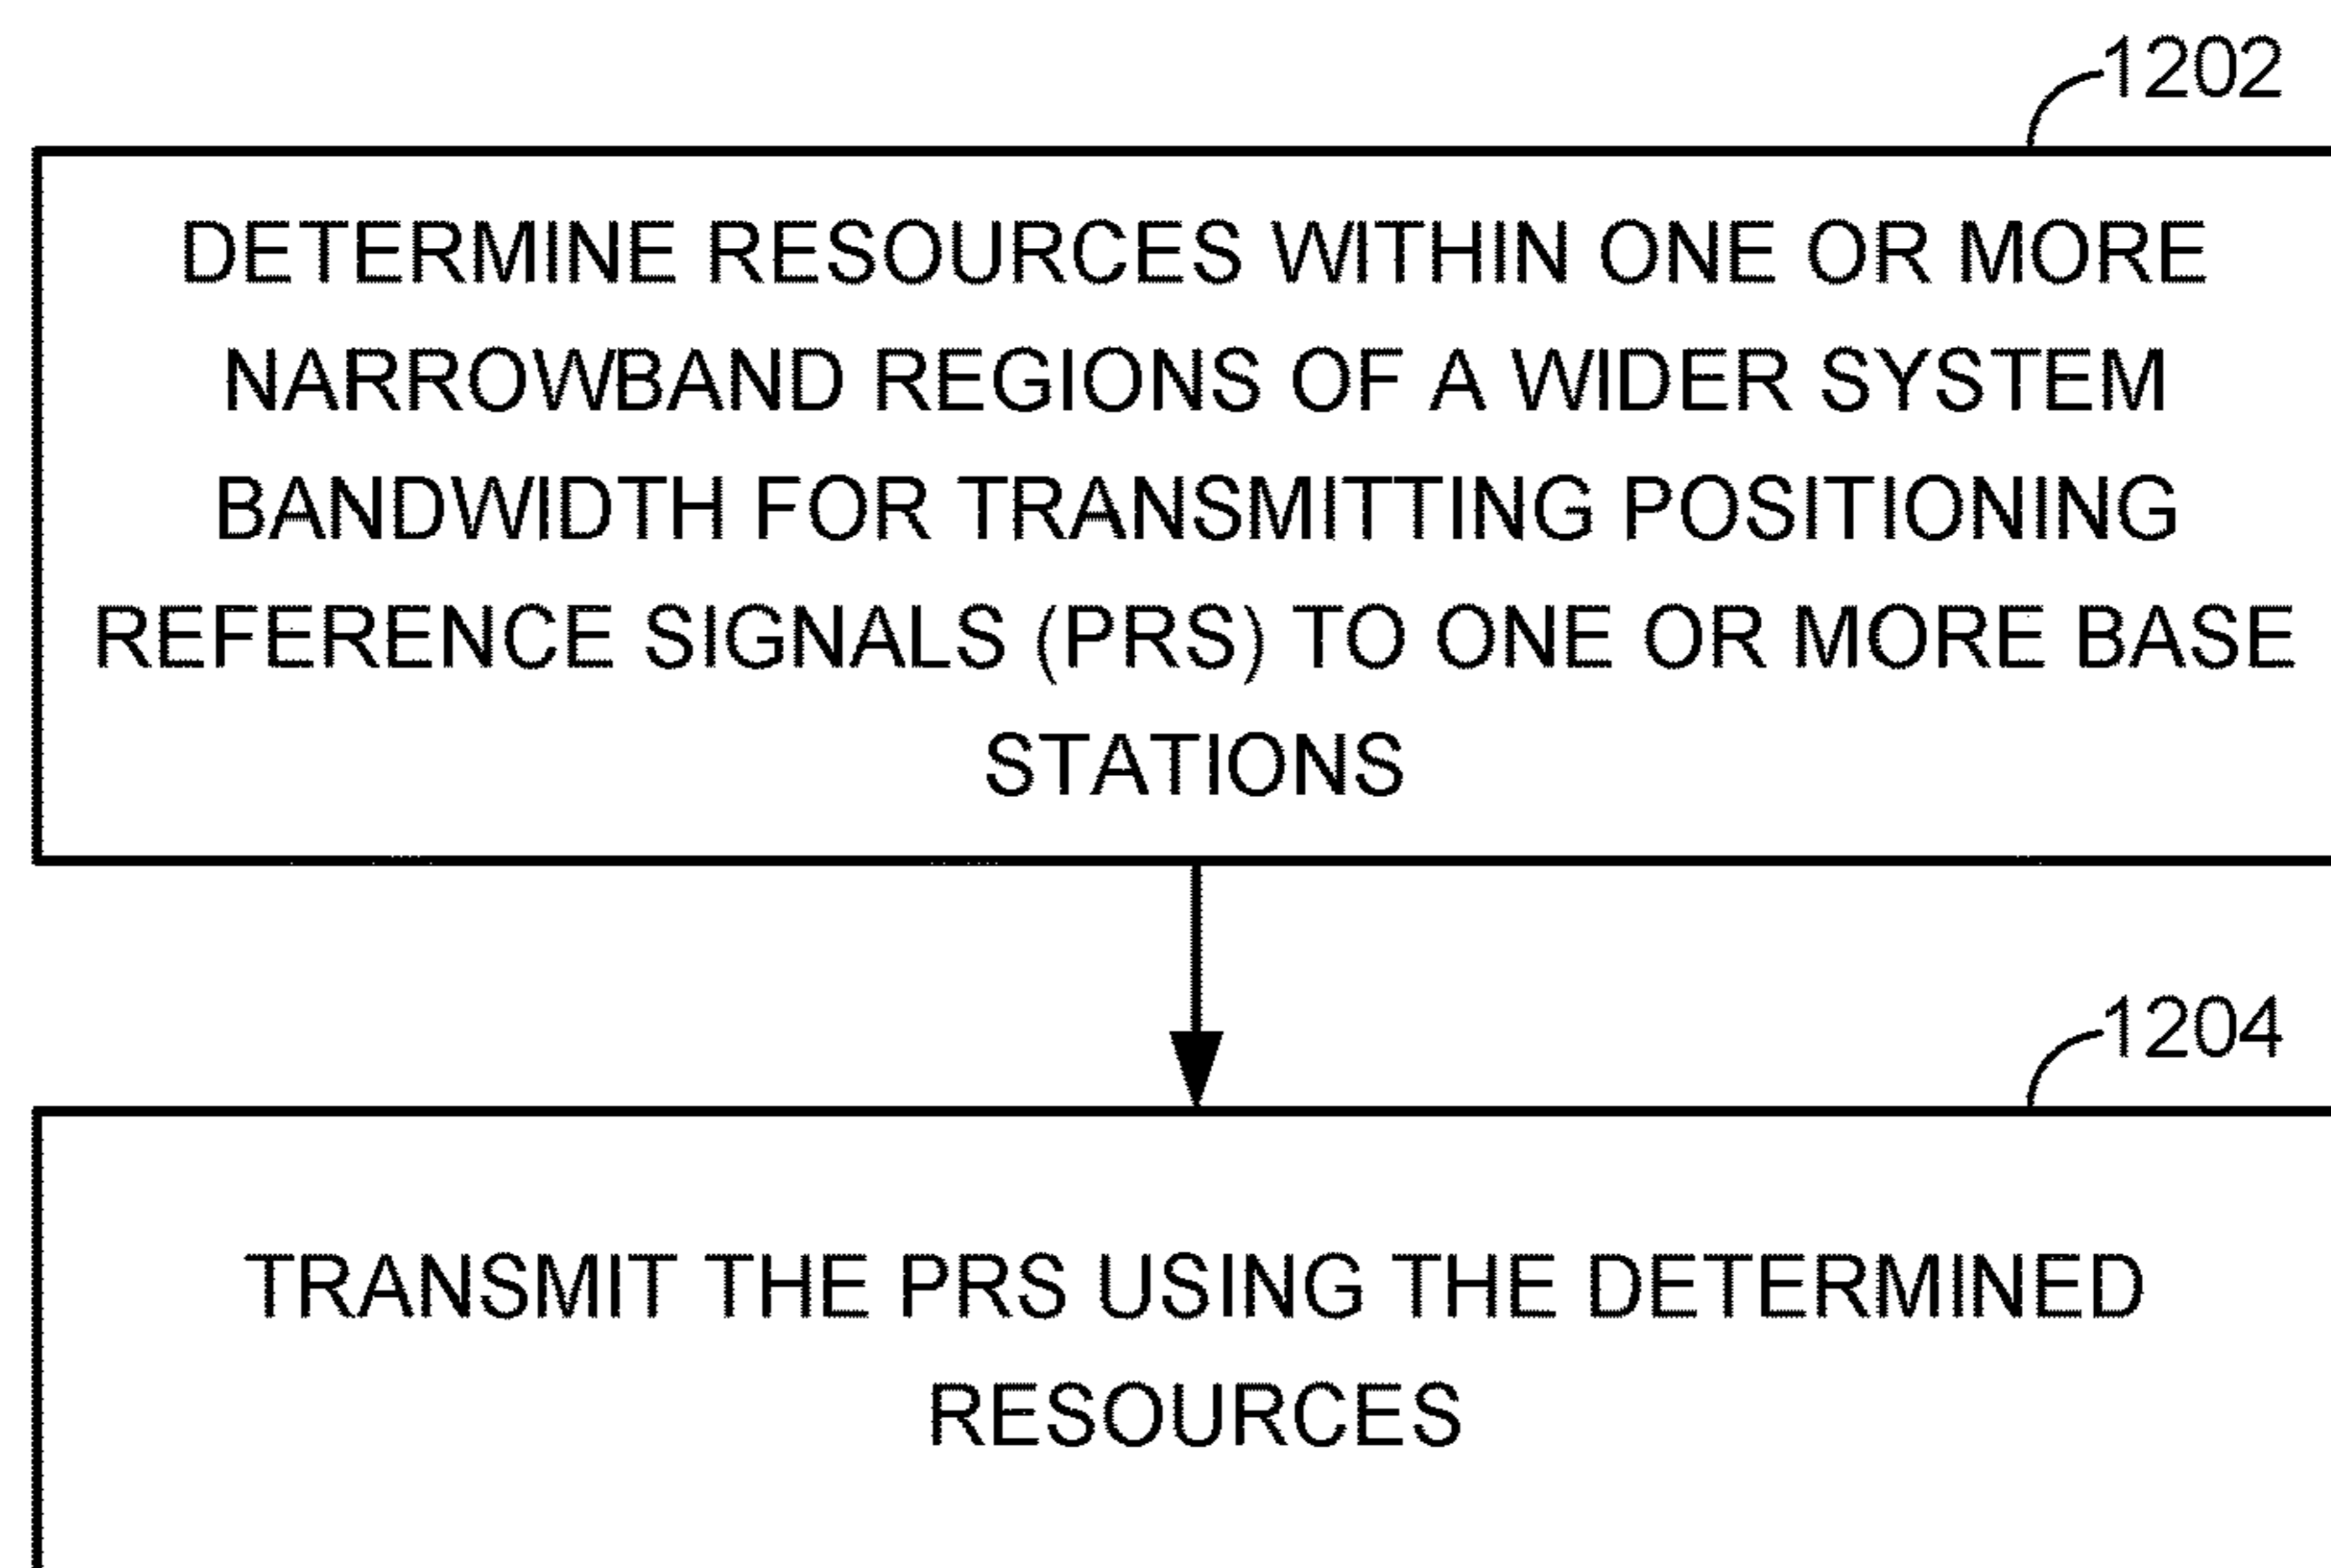 1202
DETERMINE RESOURCES WITHIN ONE OR MORE
NARROWBAND REGIONS OF A WIDER SYSTEM
BANDWIDTH FOR TRANSMITTING POSITIONING
REFERENCE SIGNALS (PRS) TO ONE OR MORE BASE
STATIONS
1204
TRANSMIT THE PRS USING THE DETERMINED
RESOURCES